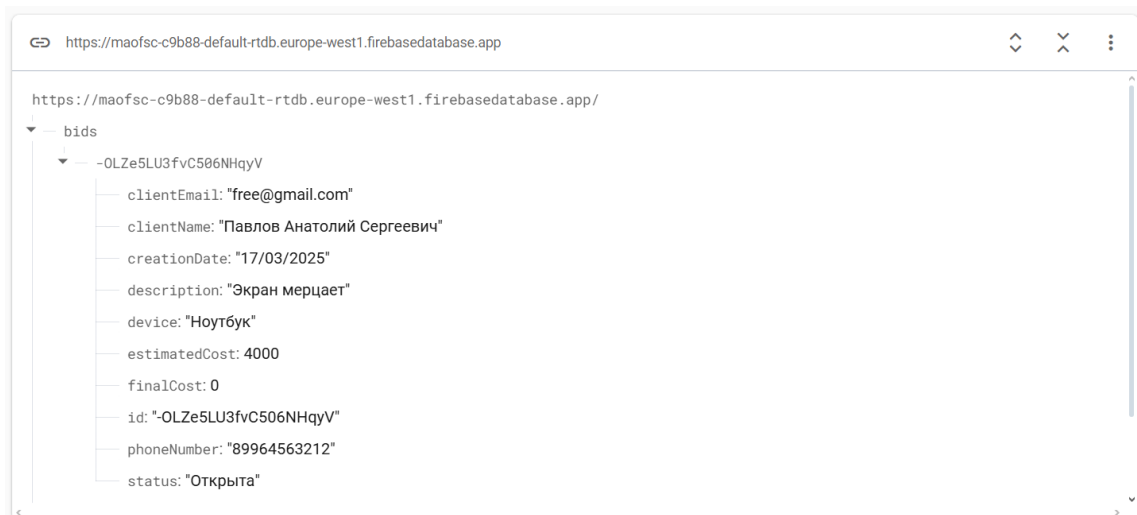 https://maofsc-c9b88-default-rtdb.europe-west1.firebasedatabase.app
https://maofsc-c9b88-default-rtdb.europe-west1.firebasedatabase.app/
bids
-OLZe5LU3fvC506NHqyV
clientEmail: "free@gmail.com"
clientName: "Павлов Анатолий Сергеевич"
creationDate: "17/03/2025"
description: "Экран мерцает"
device: "Ноутбук"
estimatedCost: 4000
finalCost: 0
id: "-OLZe5LU3fvC506NHqyV"
phoneNumber: "89964563212"
status: "Открыта"